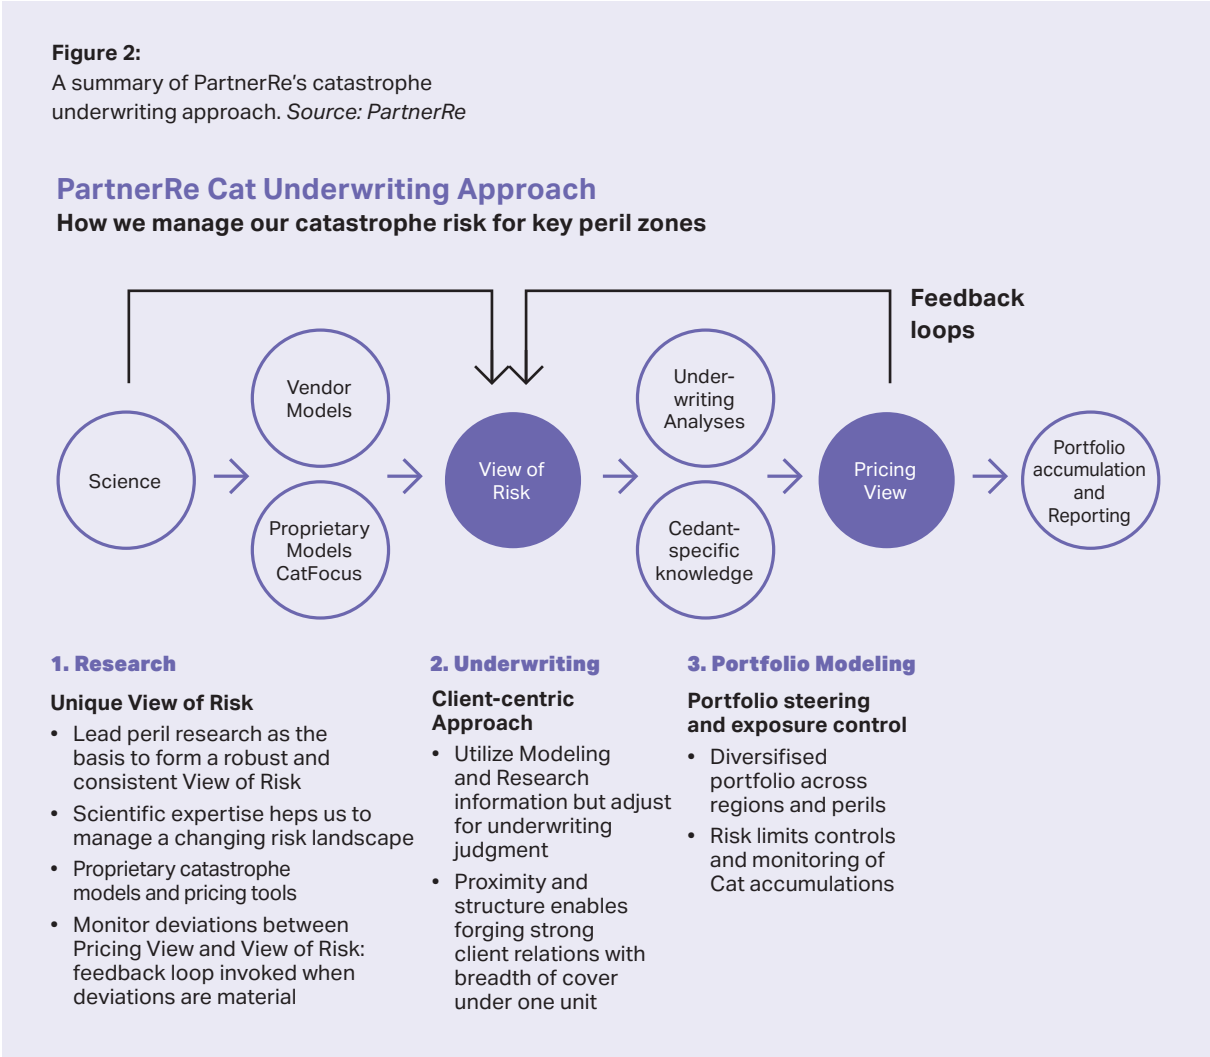 Figure 2:
A summary of PartnerRe’s catastrophe
underwriting approach. Source: PartnerRe
PartnerRe Cat Underwriting Approach
How we manage our catastrophe risk for key peril zones
Feedback
loops
Science
Vendor
Models
Proprietary
Models
CatFocus
View of
Risk
Under-
writing
Analyses
Cedant-
specific
knowledge
Pricing
View
Portfolio
accumulation
and
Reporting
1. Research
Unique View of Risk
• Lead peril research as the
basis to form a robust and
consistent View of Risk
• Scientific expertise heps us to
manage a changing risk landscape
• Proprietary catastrophe
models and pricing tools
• Monitor deviations between
Pricing View and View of Risk:
feedback loop invoked when
deviations are material
2. Underwriting
Client-centric
Approach
• Utilize Modeling
and Research
information but adjust
for underwriting
judgment
• Proximity and
structure enables
forging strong
client relations with
breadth of cover
under one unit
3. Portfolio Modeling
Portfolio steering
and exposure control
• Diversifised
portfolio across
regions and perils
• Risk limits controls
and monitoring of
Cat accumulations